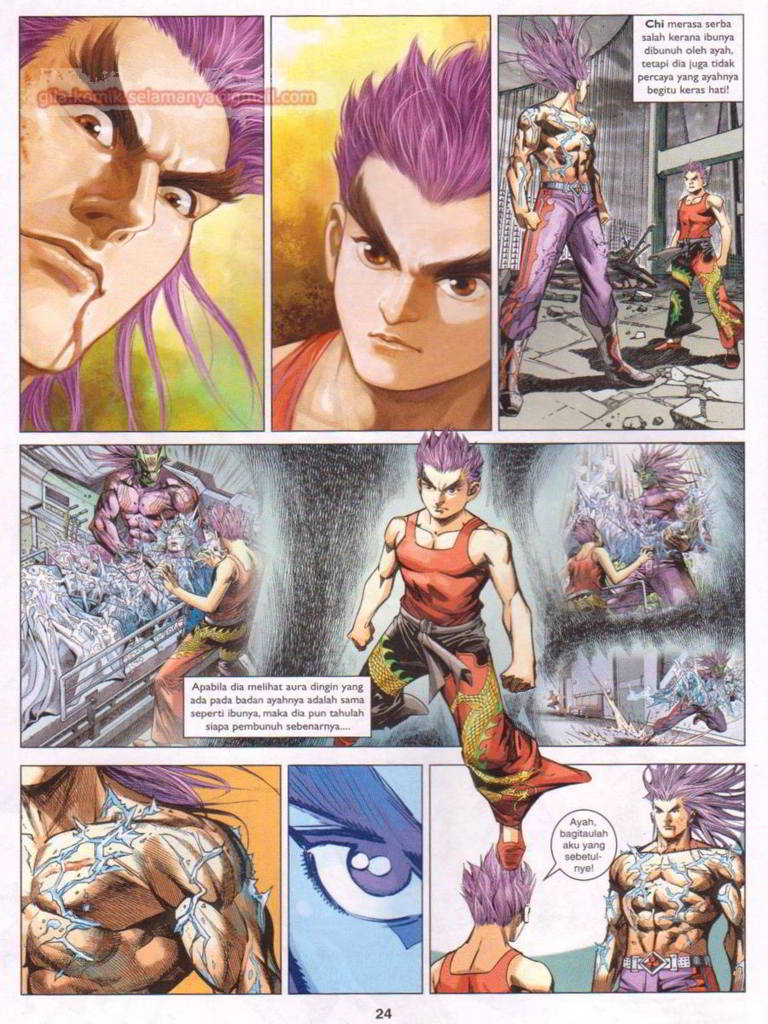 gila.komik.selamanya@gmail.com
Chi merasa serba
salah kerana ibunya
dibunuh oleh ayah,
tetapi dia juga tidak
percaya yang ayahnya
begitu keras hati!
Apabila dia melihat aura dingin yang
ada pada badan ayahnya adalah sama
seperti ibunya, maka dia pun tahulah
siapa pembunuh sebenarnya....
Ayah,
bagitaulah
aku yang
sebetul-
nye!
24